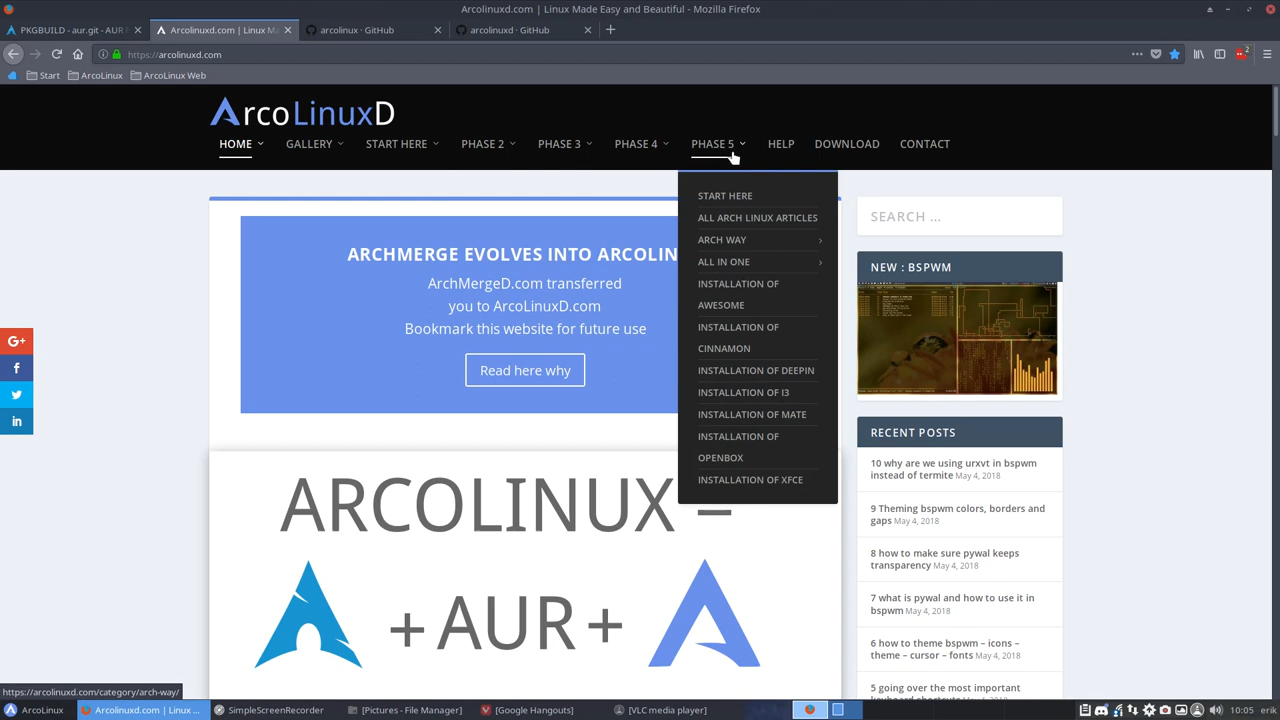 Arcolinuxd.com | Linux Made Easy and Beautiful - Mozilla Firefox
PKGBUILD - aur.git - AUR
Arcolinuxd.com | Linux Ma
arcolinux · GitHub
arcolinuxd · GitHub
https://arcolinuxd.com
2
Start
ArcoLinux
ArcoLinux Web
ArcoLinuxD
HOME
GALLERY
START HERE
PHASE 2
PHASE 3
PHASE 4
PHASE 5
HELP
DOWNLOAD
CONTACT
START HERE
ALL ARCH LINUX ARTICLES
ARCH WAY
ALL IN ONE
INSTALLATION OF
AWESOME
INSTALLATION OF
CINNAMON
INSTALLATION OF DEEPIN
INSTALLATION OF I3
INSTALLATION OF MATE
INSTALLATION OF
OPENBOX
INSTALLATION OF XFCE
ARCHMERGE EVOLVES INTO ARCOLIN
ArchMergeD.com transferred
you to ArcoLinuxD.com
Bookmark this website for future use
Read here why
ARCOLINUX =
+ AUR +
SEARCH ...
NEW : BSPWM
RECENT POSTS
10 why are we using urxvt in bspwm
instead of termite May 4, 2018
9 Theming bspwm colors, borders and
gaps May 4, 2018
8 how to make sure pywal keeps
transparency May 4, 2018
7 what is pywal and how to use it in
bspwm May 4, 2018
6 how to theme bspwm – icons –
theme – cursor – fonts May 4, 2018
5 going over the most important
G+
f
in
https://arcolinuxd.com/category/arch-way/
ArcoLinux
Arcolinuxd.com | Linux ...
SimpleScreenRecorder
[Pictures - File Manager]
[Google Hangouts]
[VLC media player]
10:05
erik